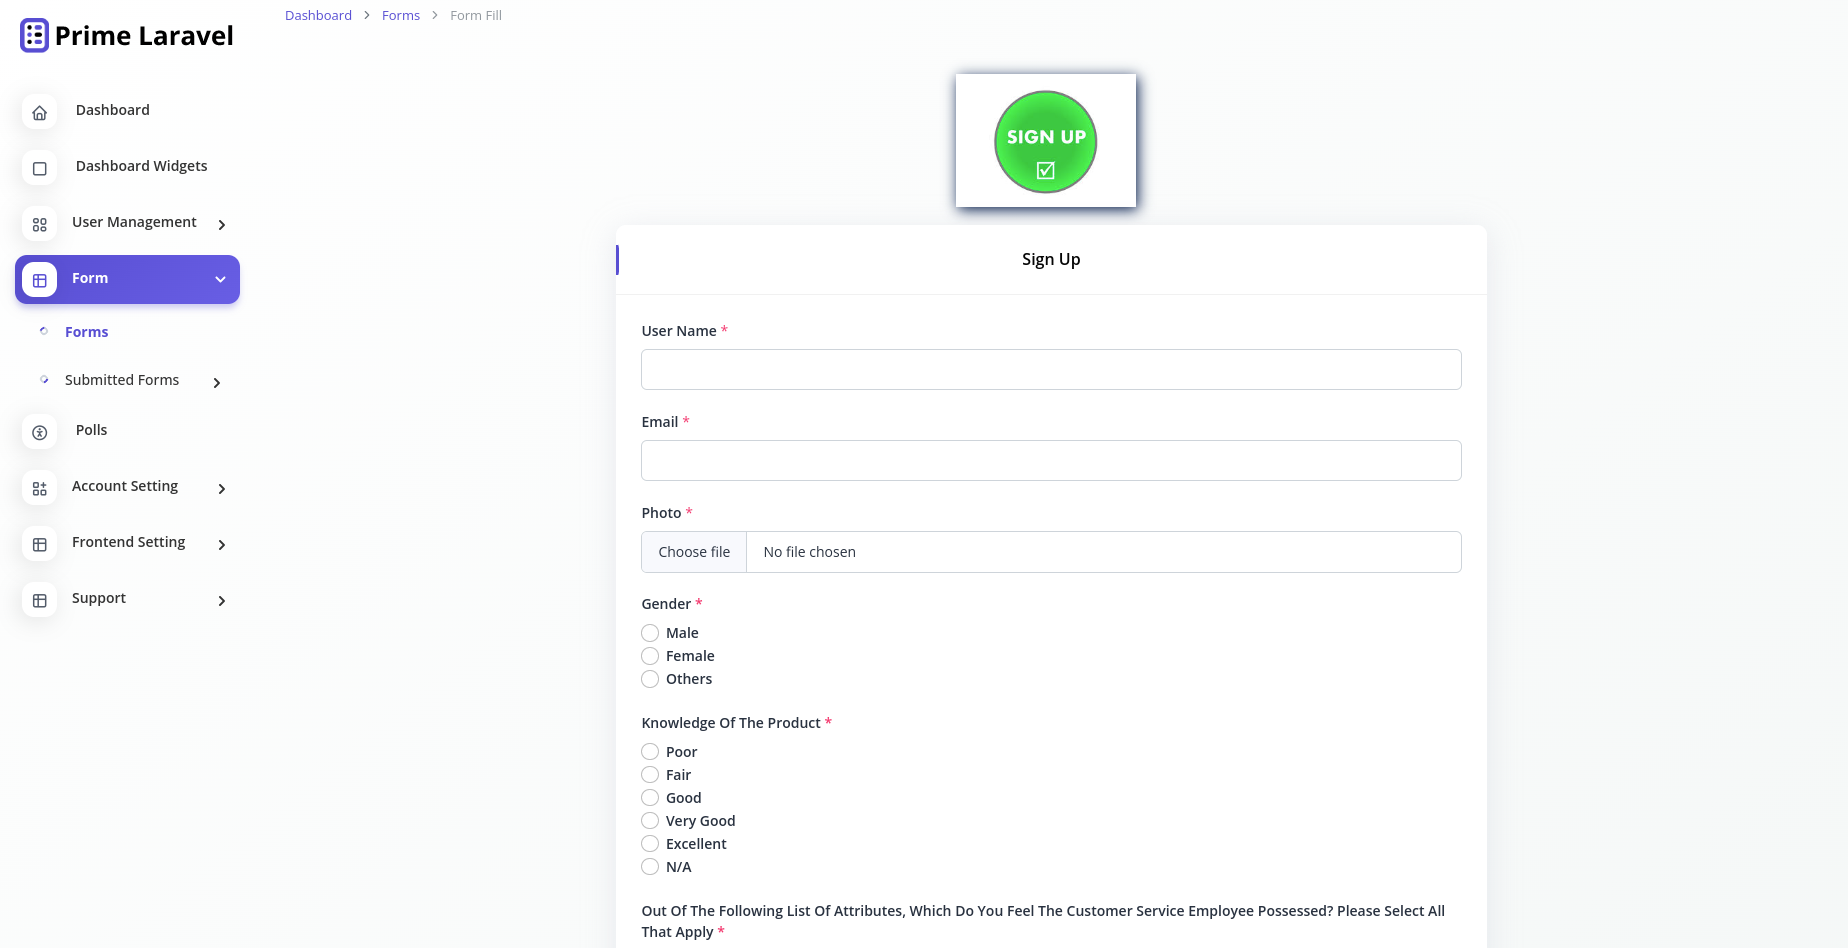 Prime Laravel
Dashboard
Dashboard Widgets
User Management
Form
Forms
Submitted Forms
Polls
Account Setting
Frontend Setting
Support
Dashboard > Forms > Form Fill
SIGN UP
Sign Up
User Name *
Email *
Photo *
Choose file No file chosen
Gender *
Male
Female
Others
Knowledge Of The Product *
Poor
Fair
Good
Very Good
Excellent
N/A
Out Of The Following List Of Attributes, Which Do You Feel The Customer Service Employee Possessed? Please Select All
That Apply *